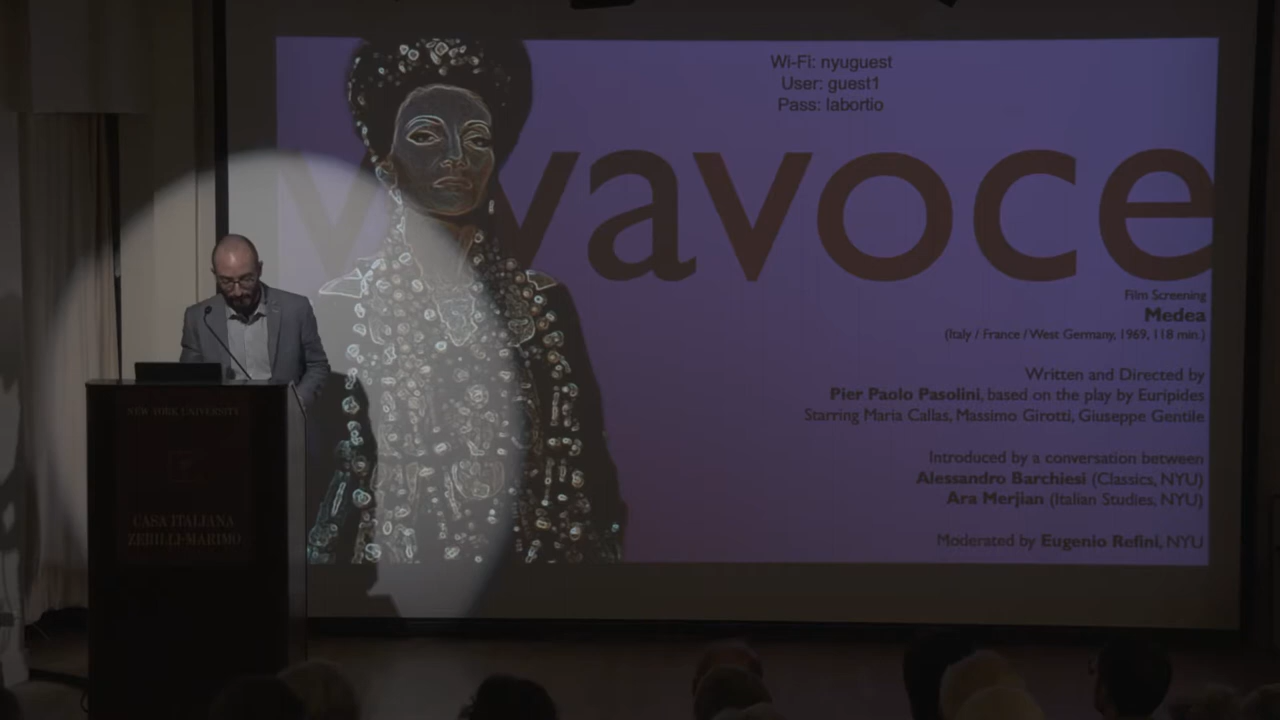 Wi-Fi: nyuguest
User: guest1
Pass: labortio
vivavoce
Film Screening
Medea
(Italy / France / West Germany, 1969, 118 min.)
Written and Directed by
Pier Paolo Pasolini, based on the play by Euripides
Starring Maria Callas, Massimo Girotti, Giuseppe Gentile
Introduced by a conversation between
Alessandro Barchiesi (Classics, NYU)
Ara Merjian (Italian Studies, NYU)
Moderated by Eugenio Refini, NYU
NEW YORK UNIVERSITY
CASA ITALIANA
ZERILLI-MARIMÒ